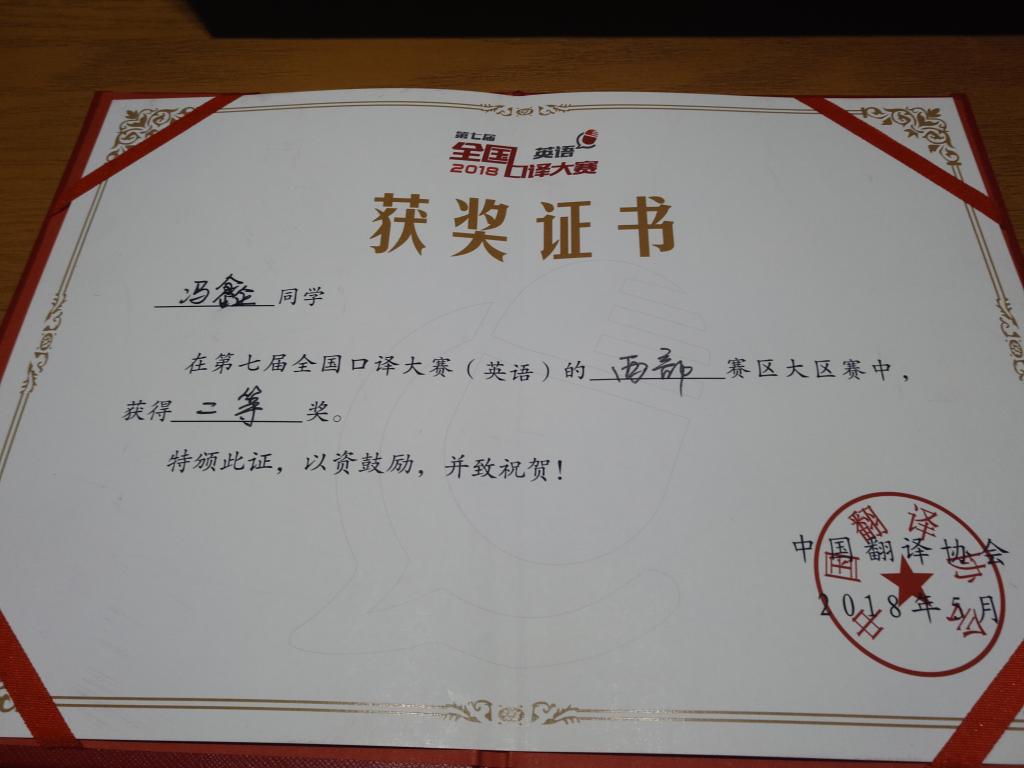 第七届
全国 英语
2018 口译大赛
获奖证书
冯 同学
在第七届全国口译大赛（英语）的西部赛区大区赛中，
获得二等奖。
特颁此证，以资鼓励，并致祝贺！
中国翻译协会
2018年5月
中国翻译协会